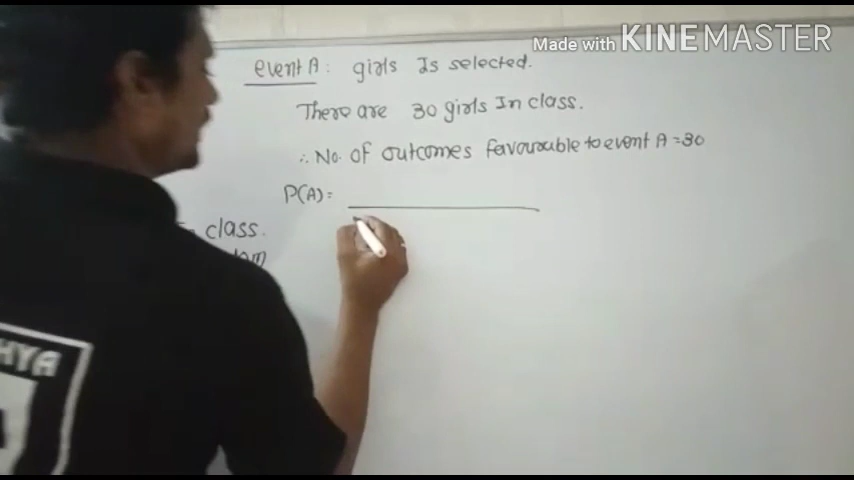 Made with KINEMASTER
event A: girls Is selected.
There are 30 girls In class.
∴ No. of outcomes favourable to event A = 30
P(A) =
class.
HYA